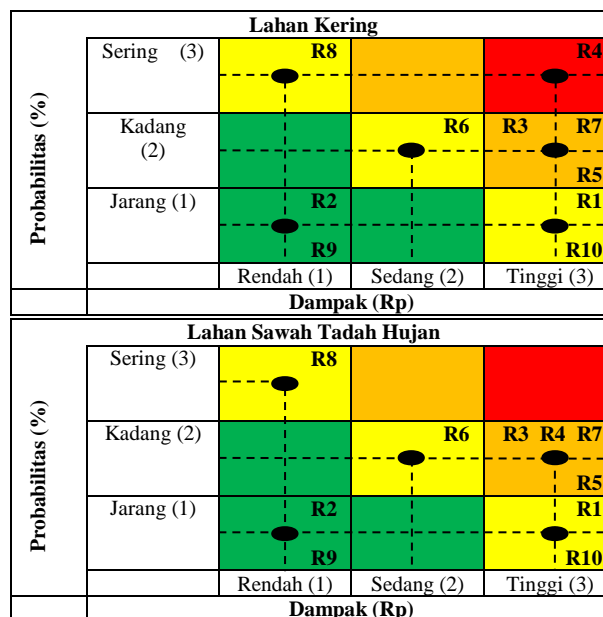 Lahan Kering
Probabilitas (%)
Sering (3) R8 R4
Kadang R6 R3 R7
(2)
R5
Jarang (1) R2 R1
R9 R10
Rendah (1) Sedang (2) Tinggi (3)
Dampak (Rp)
Lahan Sawah Tadah Hujan
Probabilitas (%)
Sering (3) R8
Kadang (2) R6 R3 R4 R7
R5
Jarang (1) R2 R1
R9 R10
Rendah (1) Sedang (2) Tinggi (3)
Dampak (Rp)